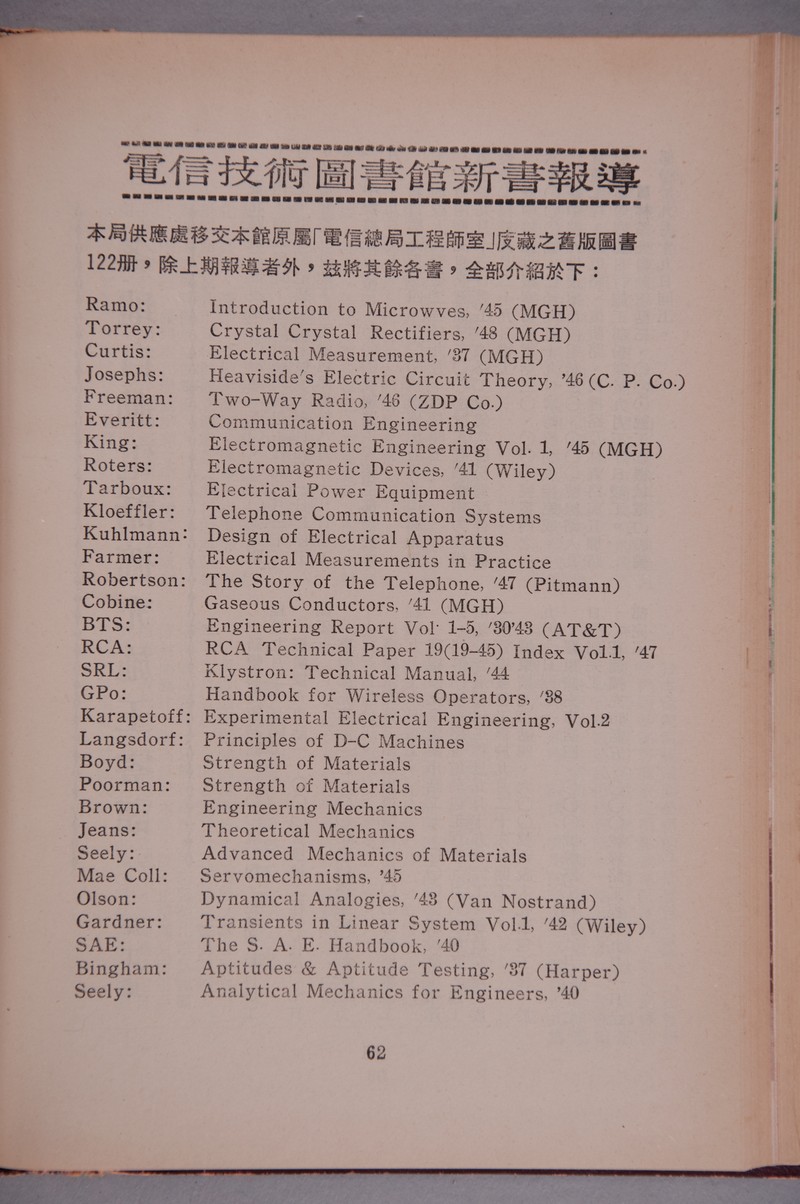 電信技術圖書館新書報導
本局供應處移交本館原屬「電信總局工程師室」庋藏之舊版圖書
122册，除上期報導者外，茲將其餘各書，全部介紹於下：
Ramo: Introduction to Microwves, '45 (MGH)
Torrey: Crystal Crystal Rectifiers, '48 (MGH)
Curtis: Electrical Measurement, '37 (MGH)
Josephs: Heaviside's Electric Circuit Theory, '46 (C. P. Co.)
Freeman: Two-Way Radio, '46 (ZDP Co.)
Everitt: Communication Engineering
King: Electromagnetic Engineering Vol. 1, '45 (MGH)
Roters: Electromagnetic Devices, '41 (Wiley)
Tarboux: Electrical Power Equipment
Kloeffler: Telephone Communication Systems
Kuhlmann: Design of Electrical Apparatus
Farmer: Electrical Measurements in Practice
Robertson: The Story of the Telephone, '47 (Pitmann)
Cobine: Gaseous Conductors, '41 (MGH)
BTS: Engineering Report Vol· 1-5, '30'43 (AT&T)
RCA: RCA Technical Paper 19(19-45) Index Vol.1, '47
SRL: Klystron: Technical Manual, '44
GPo: Handbook for Wireless Operators, '38
Karapetoff: Experimental Electrical Engineering, Vol.2
Langsdorf: Principles of D-C Machines
Boyd: Strength of Materials
Poorman: Strength of Materials
Brown: Engineering Mechanics
Jeans: Theoretical Mechanics
Seely: Advanced Mechanics of Materials
Mae Coll: Servomechanisms, '45
Olson: Dynamical Analogies, '43 (Van Nostrand)
Gardner: Transients in Linear System Vol.1, '42 (Wiley)
SAE: The S. A. E. Handbook, '40
Bingham: Aptitudes & Aptitude Testing, '37 (Harper)
Seely: Analytical Mechanics for Engineers, '40
62